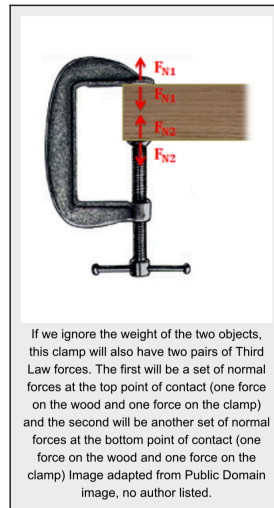 F_N1
F_N1
F_N2
F_N2
If we ignore the weight of the two objects,
this clamp will also have two pairs of Third
Law forces. The first will be a set of normal
forces at the top point of contact (one force
on the wood and one force on the clamp)
and the second will be another set of normal
forces at the bottom point of contact (one
force on the wood and one force on the
clamp) Image adapted from Public Domain
image, no author listed.